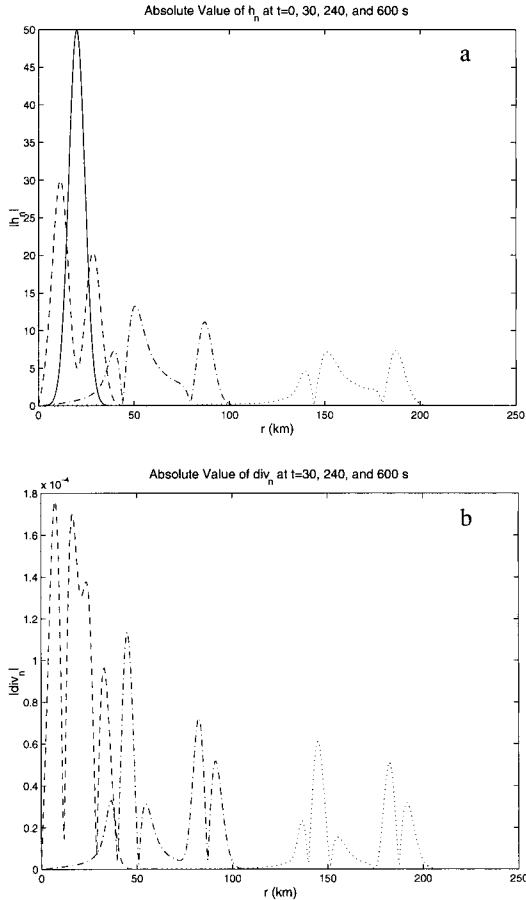 Absolute Value of h_n at t=0, 30, 240, and 600 s
a
50
45
40
35
30
25
20
15
10
5
0
|h_n|
0 50 100 150 200 250
r (km)
Absolute Value of div_n at t=30, 240, and 600 s
x 10⁻⁴
b
1.8
1.6
1.4
1.2
1
0.8
0.6
0.4
0.2
0
|div_n|
0 50 100 150 200 250
r (km)